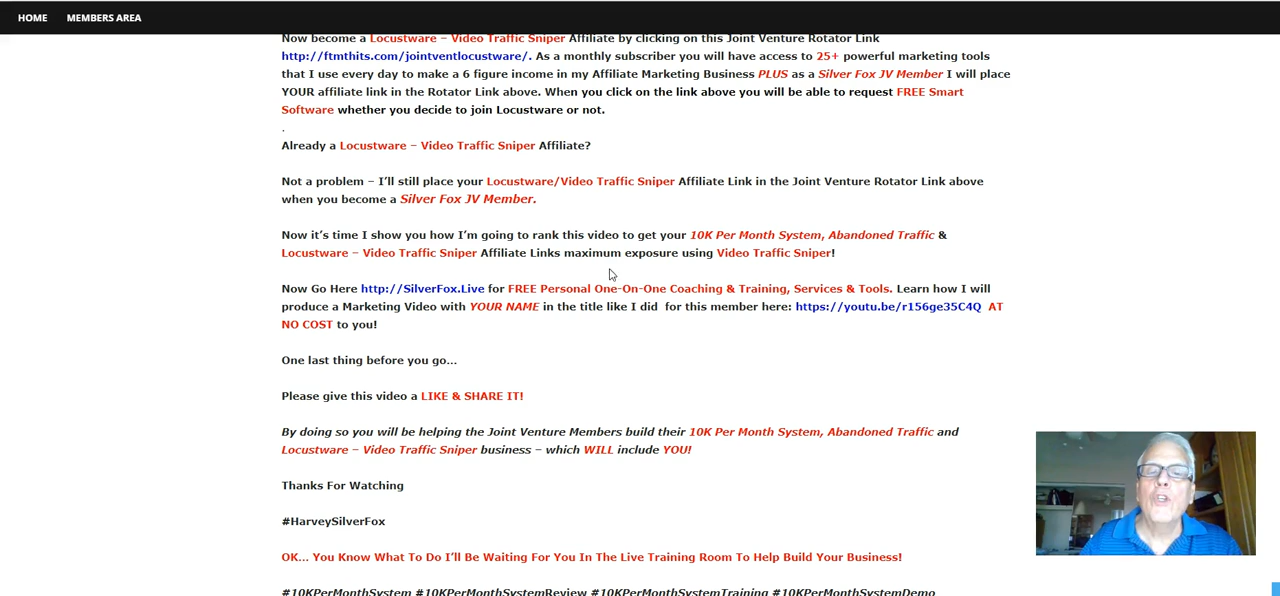 HOME MEMBERS AREA
Now become a Locustware – Video Traffic Sniper Affiliate by clicking on this Joint Venture Rotator Link
http://ftmthits.com/jointventlocustware/. As a monthly subscriber you will have access to 25+ powerful marketing tools
that I use every day to make a 6 figure income in my Affiliate Marketing Business PLUS as a Silver Fox JV Member I will place
YOUR affiliate link in the Rotator Link above. When you click on the link above you will be able to request FREE Smart
Software whether you decide to join Locustware or not.
.
Already a Locustware – Video Traffic Sniper Affiliate?
Not a problem – I’ll still place your Locustware/Video Traffic Sniper Affiliate Link in the Joint Venture Rotator Link above
when you become a Silver Fox JV Member.
Now it’s time I show you how I’m going to rank this video to get your 10K Per Month System, Abandoned Traffic &
Locustware – Video Traffic Sniper Affiliate Links maximum exposure using Video Traffic Sniper!
Now Go Here http://SilverFox.Live for FREE Personal One-On-One Coaching & Training, Services & Tools. Learn how I will
produce a Marketing Video with YOUR NAME in the title like I did for this member here: https://youtu.be/r156ge35C4Q AT
NO COST to you!
One last thing before you go…
Please give this video a LIKE & SHARE IT!
By doing so you will be helping the Joint Venture Members build their 10K Per Month System, Abandoned Traffic and
Locustware – Video Traffic Sniper business – which WILL include YOU!
Thanks For Watching
#HarveySilverFox
OK… You Know What To Do I’ll Be Waiting For You In The Live Training Room To Help Build Your Business!
#10KPerMonthSystem #10KPerMonthSystemReview #10KPerMonthSystemTraining #10KPerMonthSystemDemo